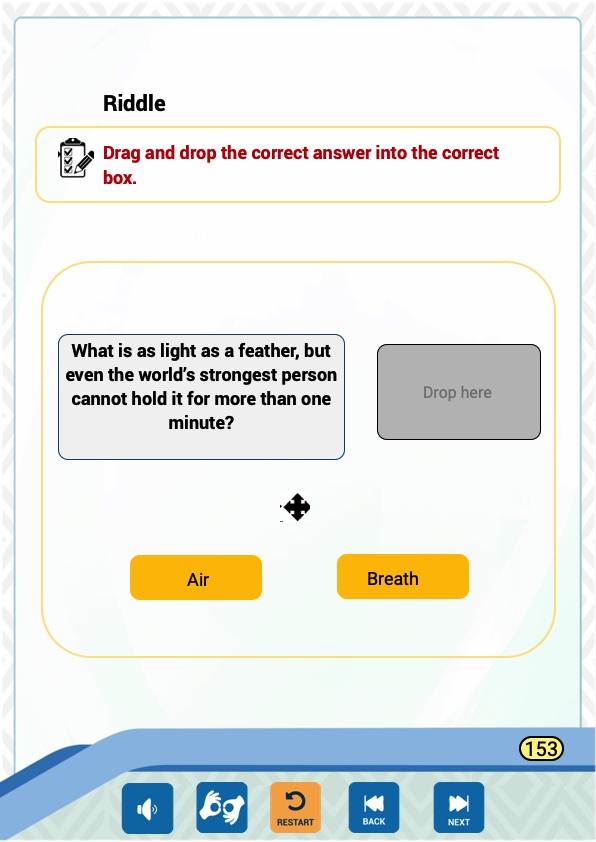 Riddle
Drag and drop the correct answer into the correct
box.
What is as light as a feather, but
even the world’s strongest person
cannot hold it for more than one
minute?
Drop here
Air
Breath
153
RESTART
BACK
NEXT